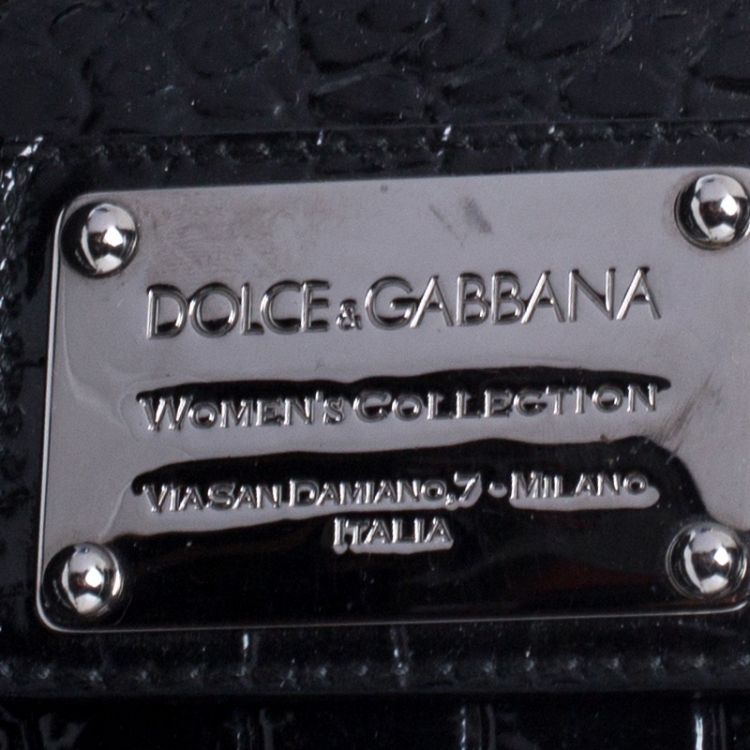 DOLCE & GABBANA
WOMEN'S COLLECTION
VIA SAN DAMIANO, 7 - MILANO
ITALIA